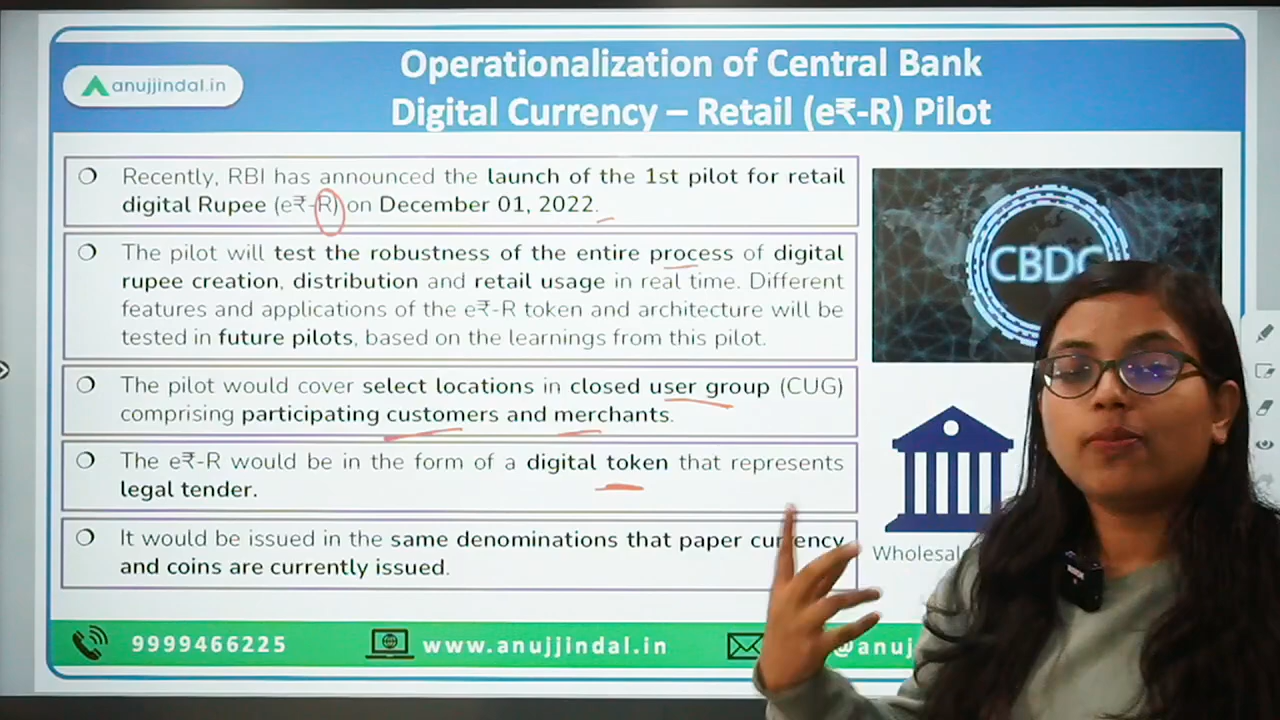 anujjindal.in
Operationalization of Central Bank
Digital Currency – Retail (e₹-R) Pilot
Recently, RBI has announced the launch of the 1st pilot for retail
digital Rupee (e₹-R) on December 01, 2022.
The pilot will test the robustness of the entire process of digital
rupee creation, distribution and retail usage in real time. Different
features and applications of the e₹-R token and architecture will be
tested in future pilots, based on the learnings from this pilot.
The pilot would cover select locations in closed user group (CUG)
comprising participating customers and merchants.
The e₹-R would be in the form of a digital token that represents
legal tender.
It would be issued in the same denominations that paper currency
and coins are currently issued.
CBDC
9999466225
www.anujjindal.in